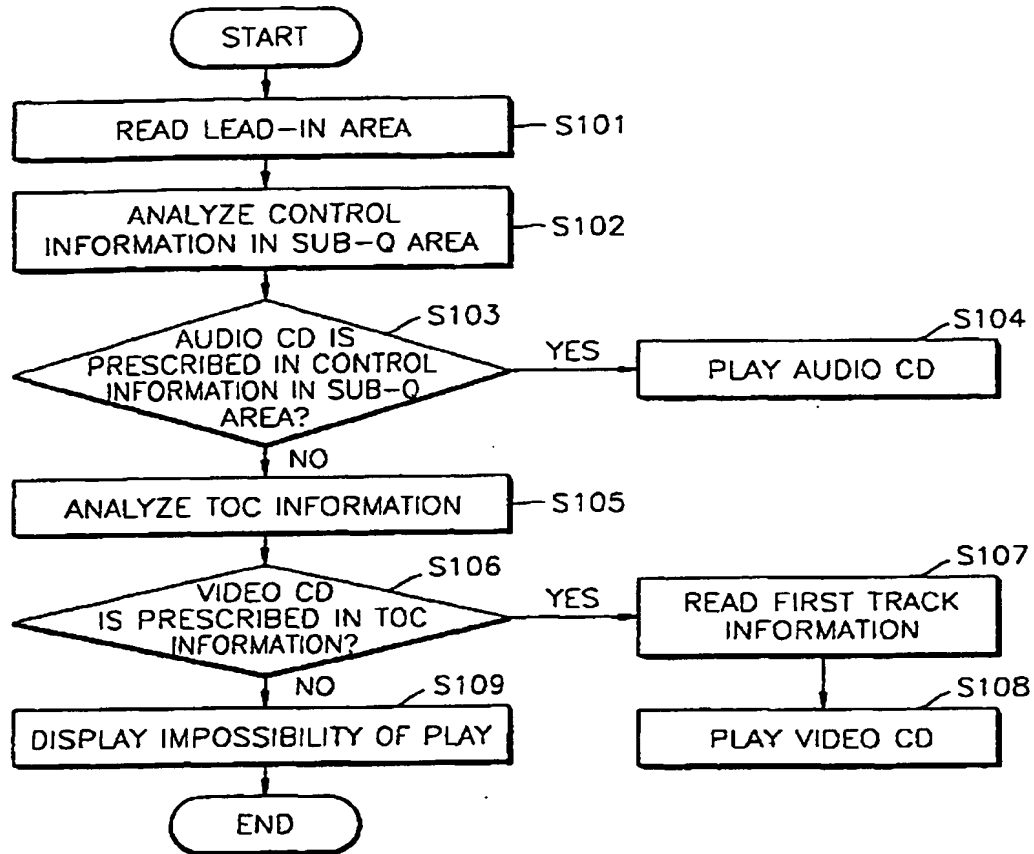 START
READ LEAD-IN AREA
S101
ANALYZE CONTROL
INFORMATION IN SUB-Q AREA
S102
S103
AUDIO CD IS
PRESCRIBED IN CONTROL
INFORMATION IN SUB-Q
AREA?
YES
S104
PLAY AUDIO CD
NO
ANALYZE TOC INFORMATION
S105
S106
VIDEO CD
IS PRESCRIBED IN TOC
INFORMATION?
YES
S107
READ FIRST TRACK
INFORMATION
NO
S109
DISPLAY IMPOSSIBILITY OF PLAY
S108
PLAY VIDEO CD
END